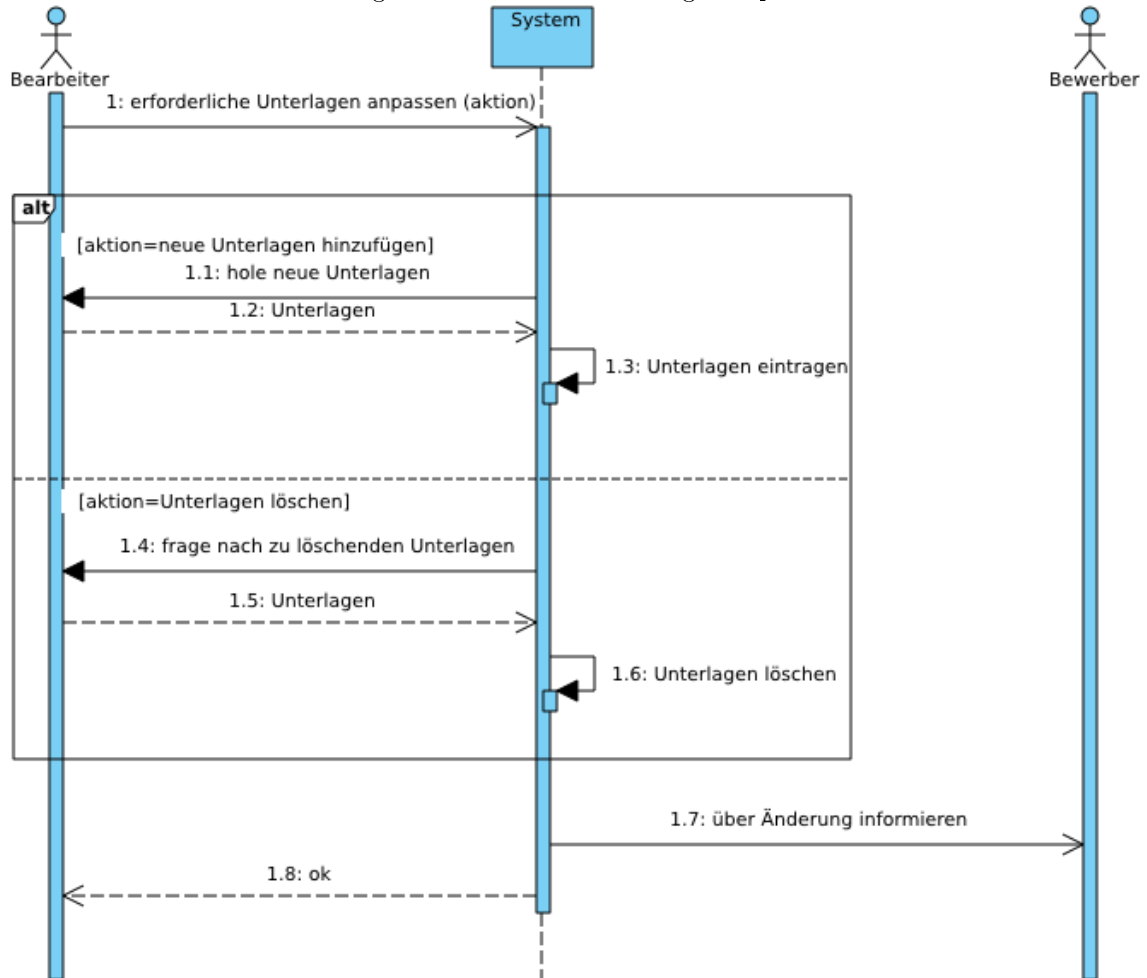 System
Bearbeiter
Bewerber
1: erforderliche Unterlagen anpassen (aktion)
alt
[aktion=neue Unterlagen hinzufügen]
1.1: hole neue Unterlagen
1.2: Unterlagen
1.3: Unterlagen eintragen
[aktion=Unterlagen löschen]
1.4: frage nach zu löschenden Unterlagen
1.5: Unterlagen
1.6: Unterlagen löschen
1.7: über Änderung informieren
1.8: ok